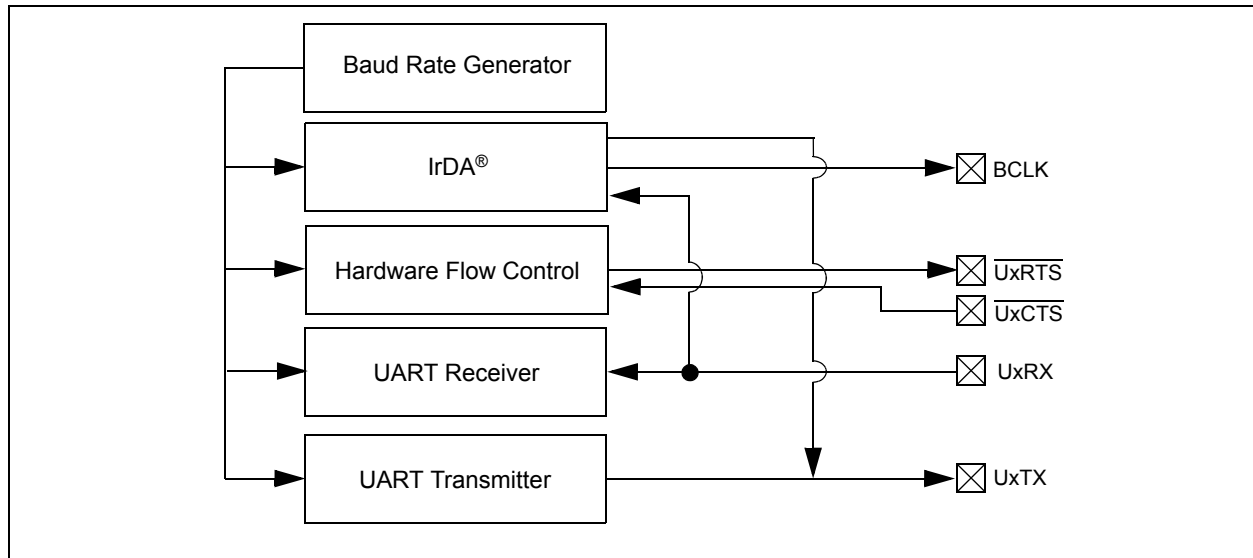 Baud Rate Generator
IrDA®
BCLK
Hardware Flow Control
UxRTS
UxCTS
UART Receiver
UxRX
UART Transmitter
UxTX